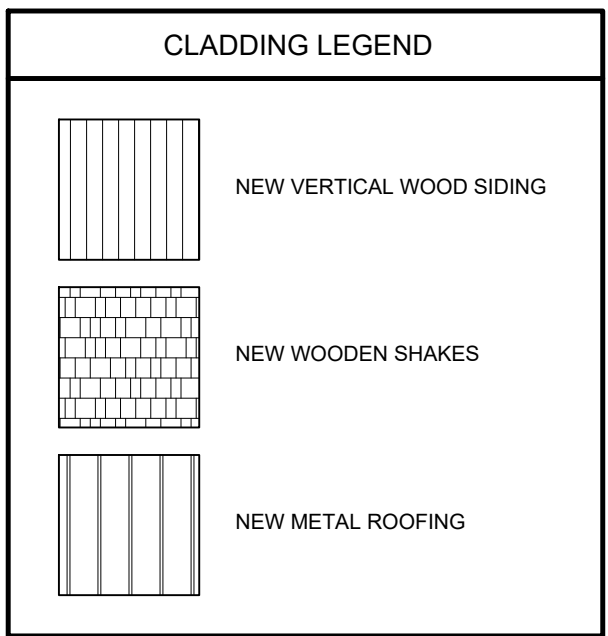 CLADDING LEGEND
NEW VERTICAL WOOD SIDING
NEW WOODEN SHAKES
NEW METAL ROOFING